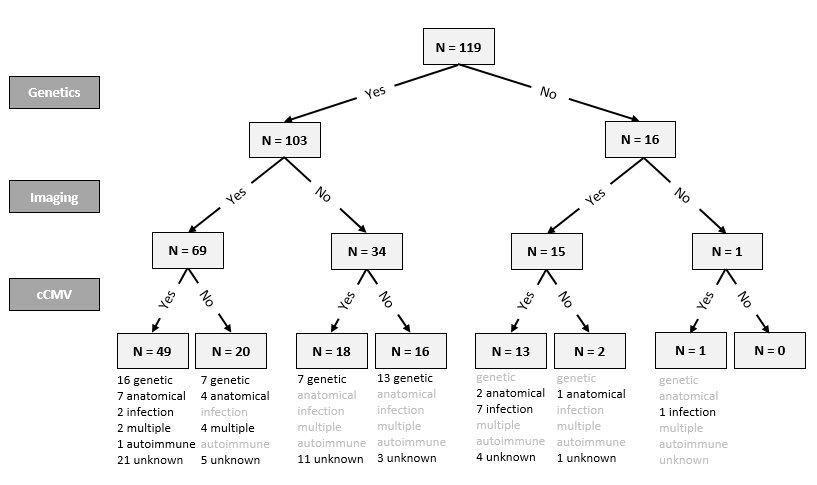 N = 119
Genetics
Yes
No
N = 103
N = 16
Imaging
Yes
No
Yes
No
N = 69
N = 34
N = 15
N = 1
cCMV
Yes
No
Yes
No
Yes
No
Yes
No
N = 49
N = 20
N = 18
N = 16
N = 13
N = 2
N = 1
N = 0
16 genetic
7 anatomical
2 infection
2 multiple
1 autoimmune
21 unknown
7 genetic
4 anatomical
infection
4 multiple
autoimmune
5 unknown
7 genetic
anatomical
infection
multiple
autoimmune
11 unknown
13 genetic
anatomical
infection
multiple
autoimmune
3 unknown
genetic
2 anatomical
7 infection
multiple
autoimmune
4 unknown
genetic
1 anatomical
infection
multiple
autoimmune
1 unknown
genetic
anatomical
1 infection
multiple
autoimmune
unknown